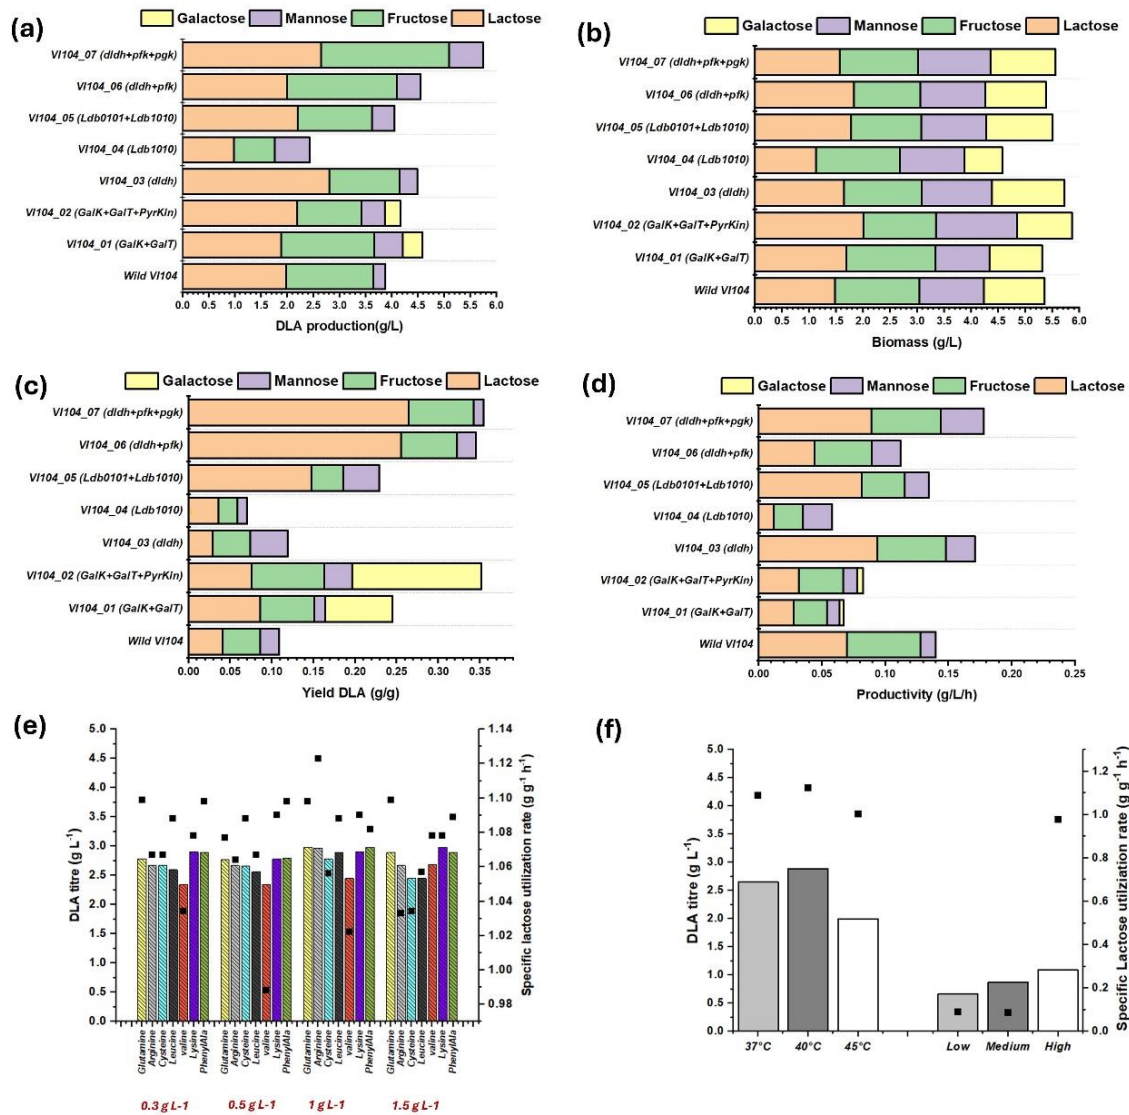 (a)
Galactose Mannose Fructose Lactose
VI104_07 (dldh+pfk+pgk)
VI104_06 (dldh+pfk)
VI104_05 (Ldb0101+Ldb1010)
VI104_04 (Ldb1010)
VI104_03 (dldh)
VI104_02 (GalK+GalT+PyrKin)
VI104_01 (GalK+GalT)
Wild VI104
0.0 0.5 1.0 1.5 2.0 2.5 3.0 3.5 4.0 4.5 5.0 5.5 6.0
DLA production(g/L)
(b)
Galactose Mannose Fructose Lactose
VI104_07 (dldh+pfk+pgk)
VI104_06 (dldh+pfk)
VI104_05 (Ldb0101+Ldb1010)
VI104_04 (Ldb1010)
VI104_03 (dldh)
VI104_02 (GalK+GalT+PyrKin)
VI104_01 (GalK+GalT)
Wild VI104
0.0 0.5 1.0 1.5 2.0 2.5 3.0 3.5 4.0 4.5 5.0 5.5 6.0
Biomass (g/L)
(c)
Galactose Mannose Fructose Lactose
VI104_07 (dldh+pfk+pgk)
VI104_06 (dldh+pfk)
VI104_05 (Ldb0101+Ldb1010)
VI104_04 (Ldb1010)
VI104_03 (dldh)
VI104_02 (GalK+GalT+PyrKin)
VI104_01 (GalK+GalT)
Wild VI104
0.00 0.05 0.10 0.15 0.20 0.25 0.30 0.35
Yield DLA (g/g)
(d)
Galactose Mannose Fructose Lactose
VI104_07 (dldh+pfk+pgk)
VI104_06 (dldh+pfk)
VI104_05 (Ldb0101+Ldb1010)
VI104_04 (Ldb1010)
VI104_03 (dldh)
VI104_02 (GalK+GalT+PyrKin)
VI104_01 (GalK+GalT)
Wild VI104
0.00 0.05 0.10 0.15 0.20 0.25
Productivity (g/L/h)
(e)
DLA titre (g L⁻¹)
5.0
4.5
4.0
3.5
3.0
2.5
2.0
1.5
1.0
0.5
0.0
1.14
1.12
1.10
1.08
1.06
1.04
1.02
1.00
0.98
Specific lactose utilization rate (g g⁻¹ h⁻¹)
Glutamine Arginine Cysteine Leucine valine Lysine PhenylAla
Glutamine Arginine Cysteine Leucine valine Lysine PhenylAla
Glutamine Arginine Cysteine Leucine valine Lysine PhenylAla
Glutamine Arginine Cysteine Leucine valine Lysine PhenylAla
0.3 g L-1 0.5 g L-1 1 g L-1 1.5 g L-1
(f)
DLA titre (g L⁻¹)
5.0
4.5
4.0
3.5
3.0
2.5
2.0
1.5
1.0
0.5
0.0
1.2
1.0
0.8
0.6
0.4
0.2
0.0
Specific Lactose utilziation rate (g g⁻¹ h⁻¹)
37°C 40°C 45°C Low Medium High